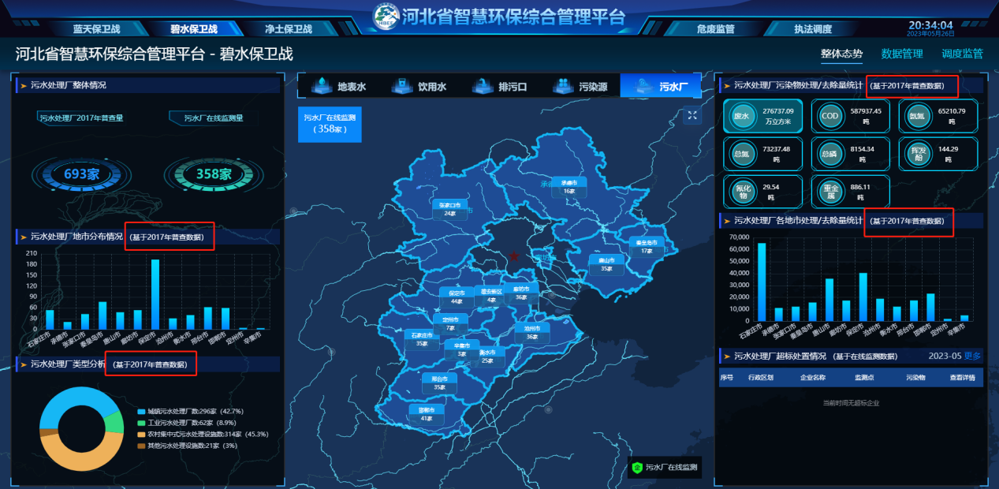 河北省智慧环保综合管理平台
HBEE
蓝天保卫战
碧水保卫战
净土保卫战
危废监管
执法调度
20:34:04
2023年05月26日
河北省智慧环保综合管理平台 - 碧水保卫战
整体态势
数据管理
调度监管
污水处理厂整体情况
污水处理厂2017年普查量
污水厂在线监测量
693家
358家
污水处理厂地市分布情况 (基于2017年普查数据)
210
180
150
120
90
60
30
0
石家庄市
承德市
张家口市
秦皇岛市
唐山市
廊坊市
保定市
沧州市
衡水市
邢台市
邯郸市
定州市
辛集市
污水处理厂类型分析 (基于2017年普查数据)
城镇污水处理厂数:296家 (42.7%)
工业污水处理厂数:62家 (8.9%)
农村集中式污水处理设施数:314家 (45.3%)
其他污水处理设施数:21家 (3%)
地表水
饮用水
排污口
污染源
污水厂
污水厂在线监测
(358家)
承德市
16家
张家口市
24家
秦皇岛市
17家
唐山市
35家
廊坊市
36家
雄安新区
4家
保定市
44家
定州市
7家
沧州市
36家
石家庄市
35家
辛集市
3家
衡水市
25家
邢台市
35家
邯郸市
41家
企
污水厂在线监测
污水处理厂污染物处理/去除量统计 (基于2017年普查数据)
废水
276737.09
万立方米
COD
587937.45
吨
氨氮
65210.79
吨
总氮
73237.48
吨
总磷
8154.34
吨
挥发酚
144.29
吨
氰化物
29.54
吨
重金属
886.11
吨
污水处理厂各地市处理/去除量统计 (基于2017年普查数据)
70,000
60,000
50,000
40,000
30,000
20,000
10,000
0
石家庄市
承德市
张家口市
秦皇岛市
唐山市
廊坊市
保定市
沧州市
衡水市
邢台市
邯郸市
定州市
辛集市
污水处理厂超标处置情况 (基于在线监测数据)
2023-05 更多
序号 行政区划 企业名称 监测点 污染物 查看详情
当前时间无超标企业